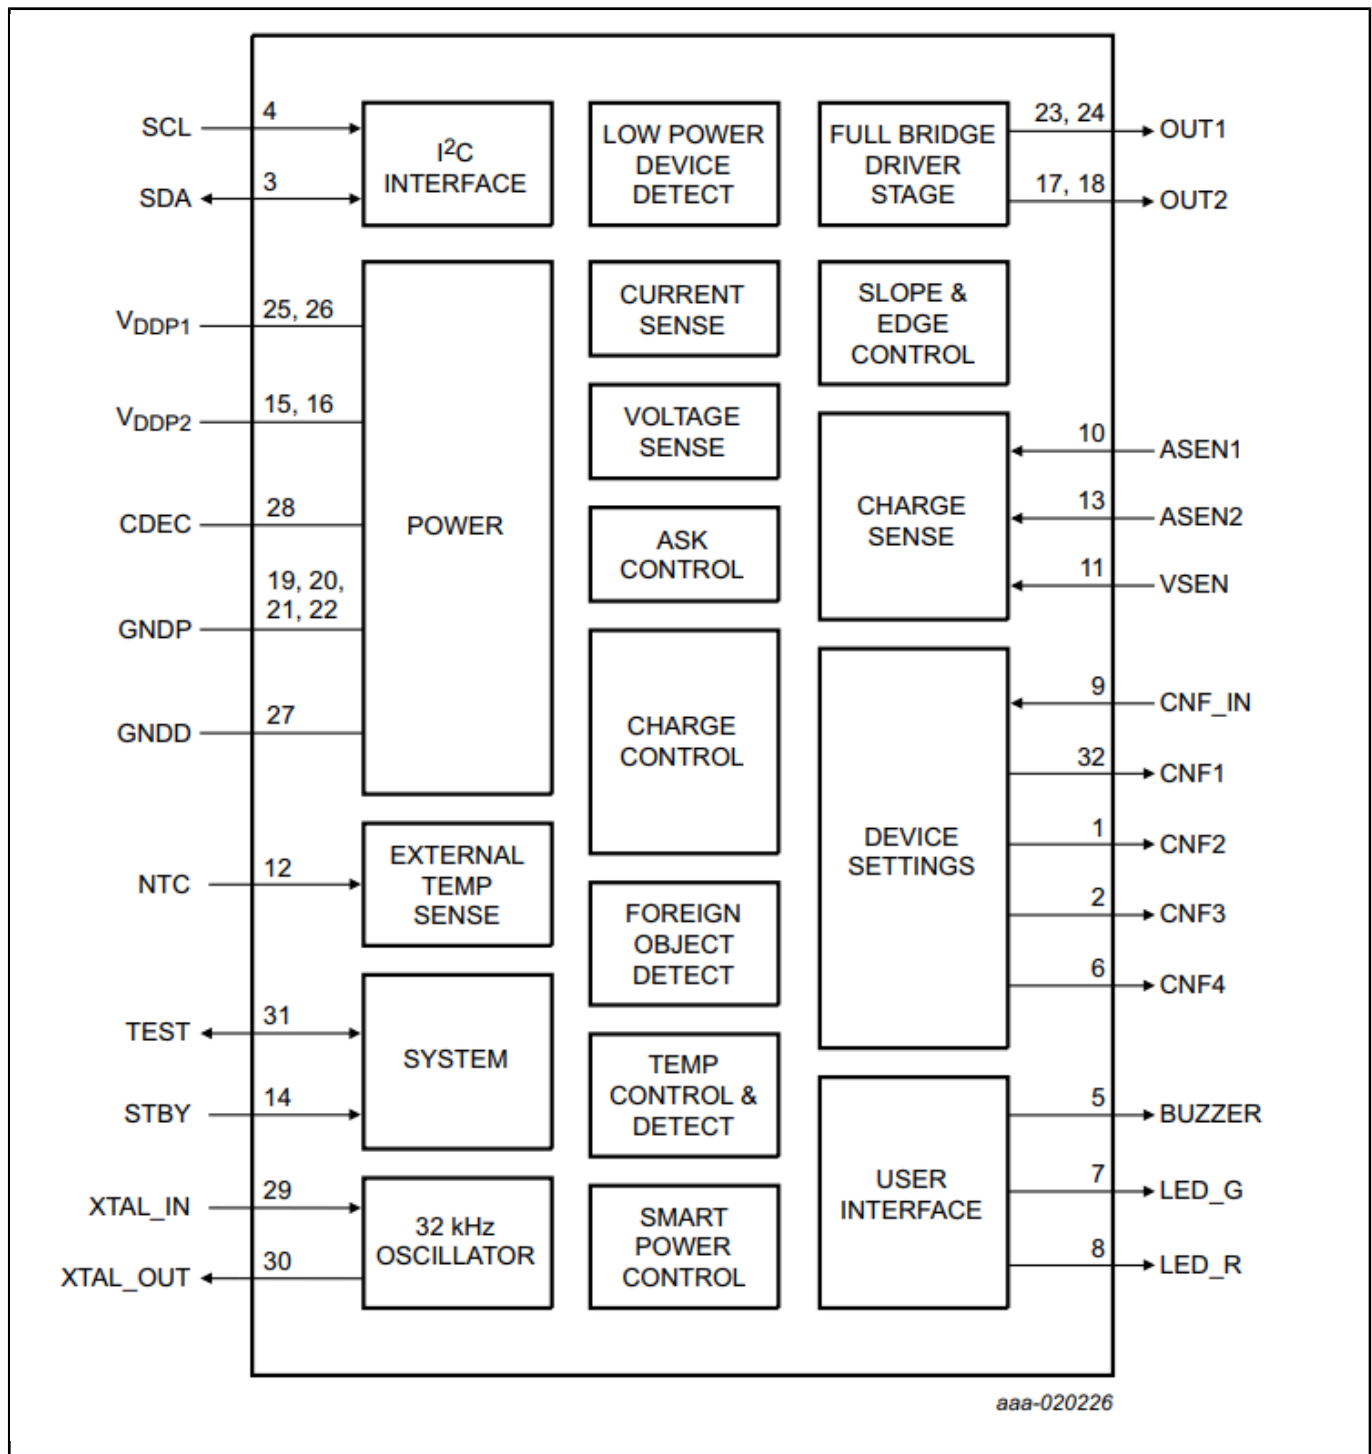 SCL
4
SDA
3
I²C
INTERFACE
LOW POWER
DEVICE
DETECT
FULL BRIDGE
DRIVER
STAGE
23, 24
OUT1
17, 18
OUT2
V_DDP1
25, 26
V_DDP2
15, 16
CDEC
28
GNDP
19, 20,
21, 22
GNDD
27
POWER
CURRENT
SENSE
VOLTAGE
SENSE
ASK
CONTROL
CHARGE
CONTROL
SLOPE &
EDGE
CONTROL
CHARGE
SENSE
10
ASEN1
13
ASEN2
11
VSEN
DEVICE
SETTINGS
9
CNF_IN
32
CNF1
1
CNF2
2
CNF3
6
CNF4
NTC
12
EXTERNAL
TEMP
SENSE
FOREIGN
OBJECT
DETECT
TEST
31
STBY
14
SYSTEM
TEMP
CONTROL &
DETECT
XTAL_IN
29
XTAL_OUT
30
32 kHz
OSCILLATOR
SMART
POWER
CONTROL
USER
INTERFACE
5
BUZZER
7
LED_G
8
LED_R
aaa-020226